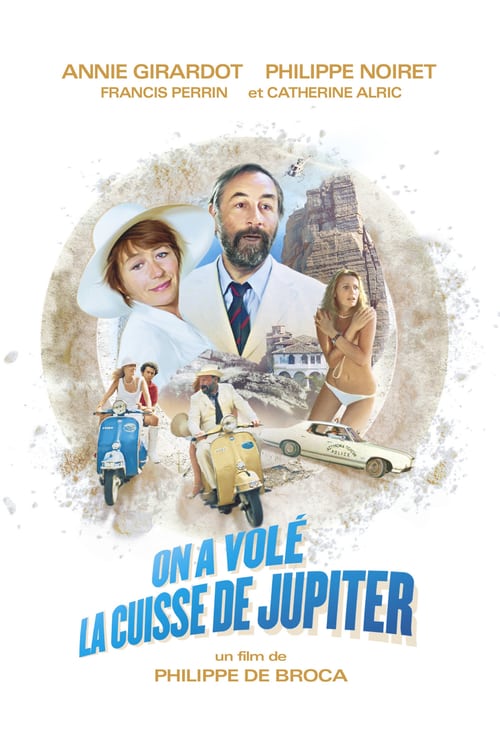 ANNIE GIRARDOT PHILIPPE NOIRET
FRANCIS PERRIN et CATHERINE ALRIC
ON A VOLÉ
LA CUISSE DE JUPITER
un film de
PHILIPPE DE BROCA